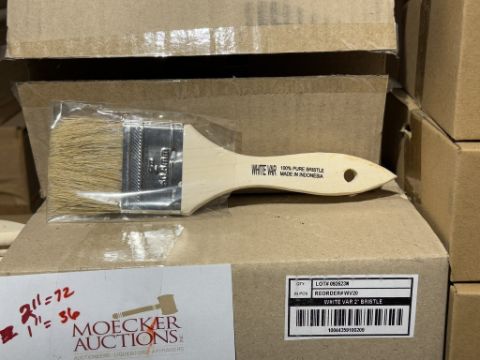 WHITE VAR
100% PURE BRISTLE
MADE IN INDONESIA
2"=72
1"=36
MOECKER
AUCTIONS
QTY:
LOT# 060623M
REORDER# WV20
WHITE VAR 2" BRISTLE